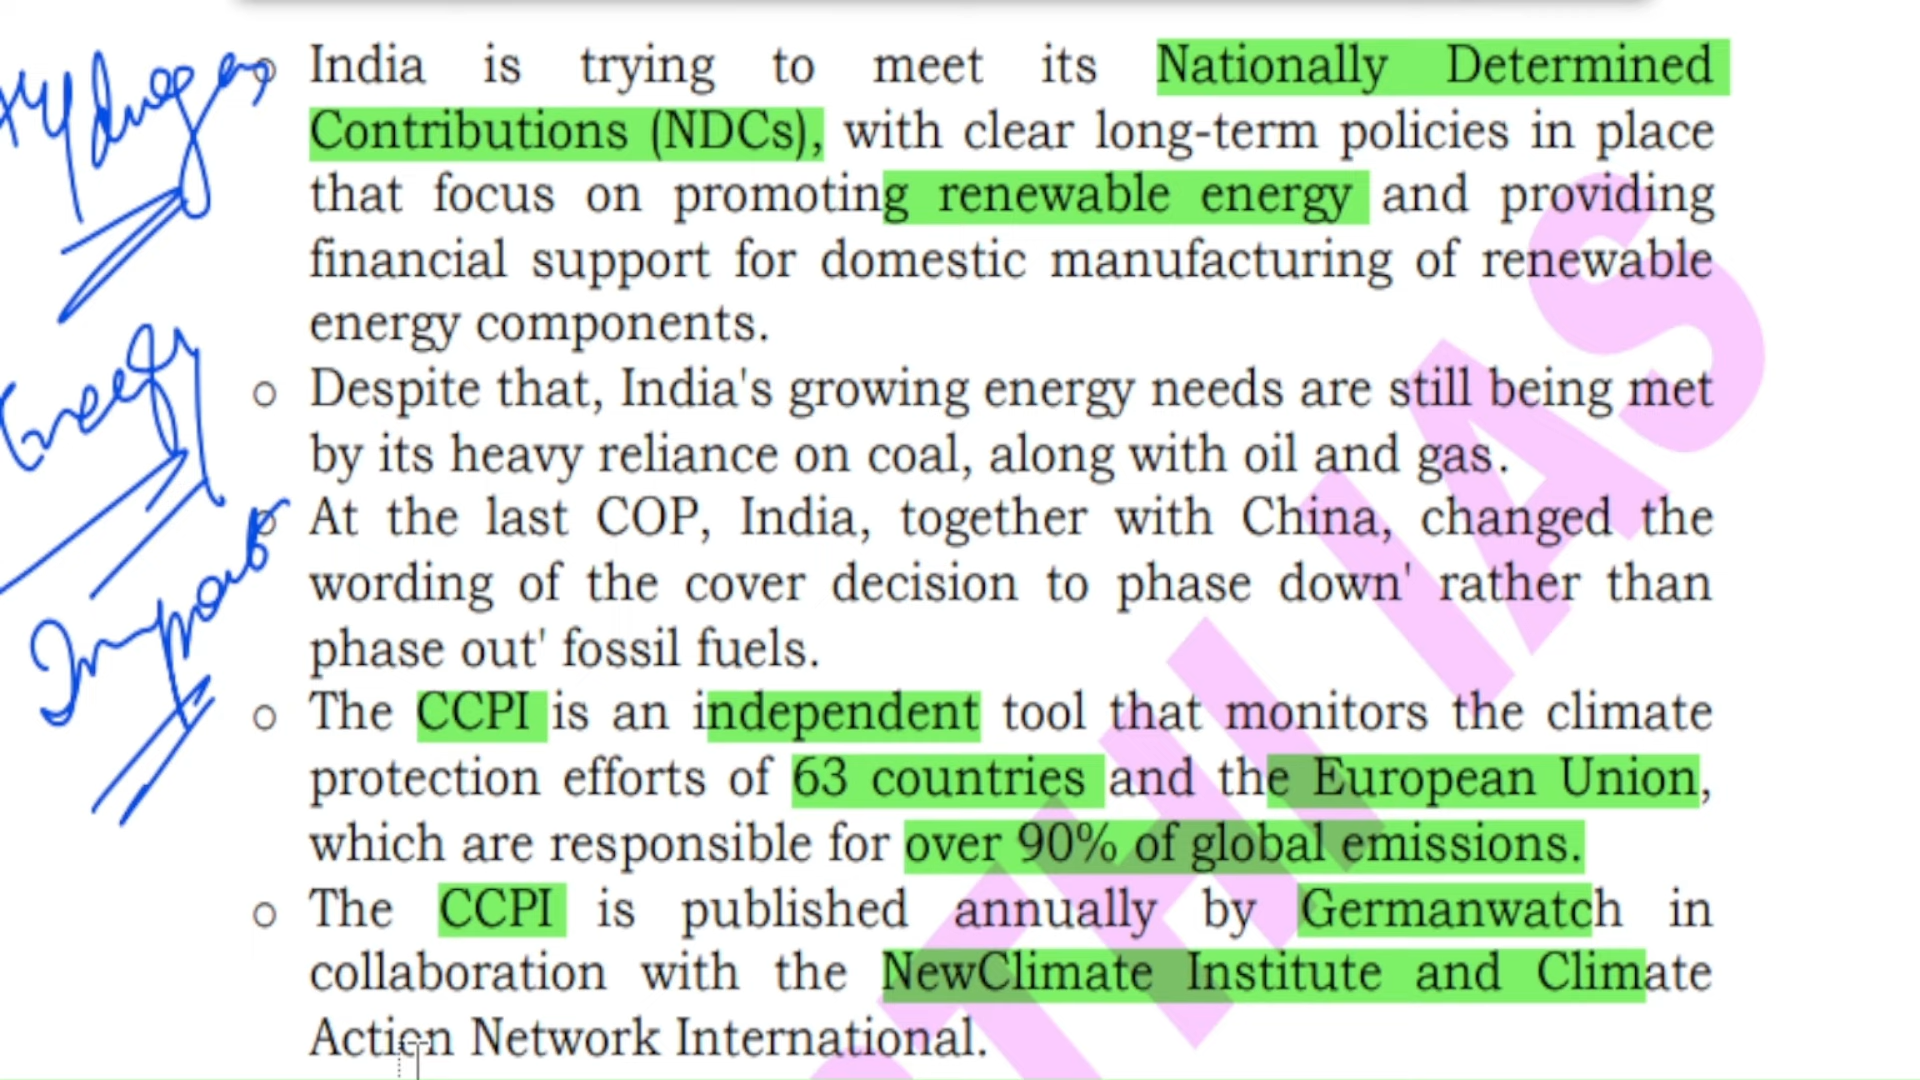 India is trying to meet its Nationally Determined
Contributions (NDCs), with clear long-term policies in place
that focus on promoting renewable energy and providing
financial support for domestic manufacturing of renewable
energy components.
Despite that, India's growing energy needs are still being met
by its heavy reliance on coal, along with oil and gas.
At the last COP, India, together with China, changed the
wording of the cover decision to phase down' rather than
phase out' fossil fuels.
The CCPI is an independent tool that monitors the climate
protection efforts of 63 countries and the European Union,
which are responsible for over 90% of global emissions.
The CCPI is published annually by Germanwatch in
collaboration with the NewClimate Institute and Climate
Action Network International.
THI IAS
Import